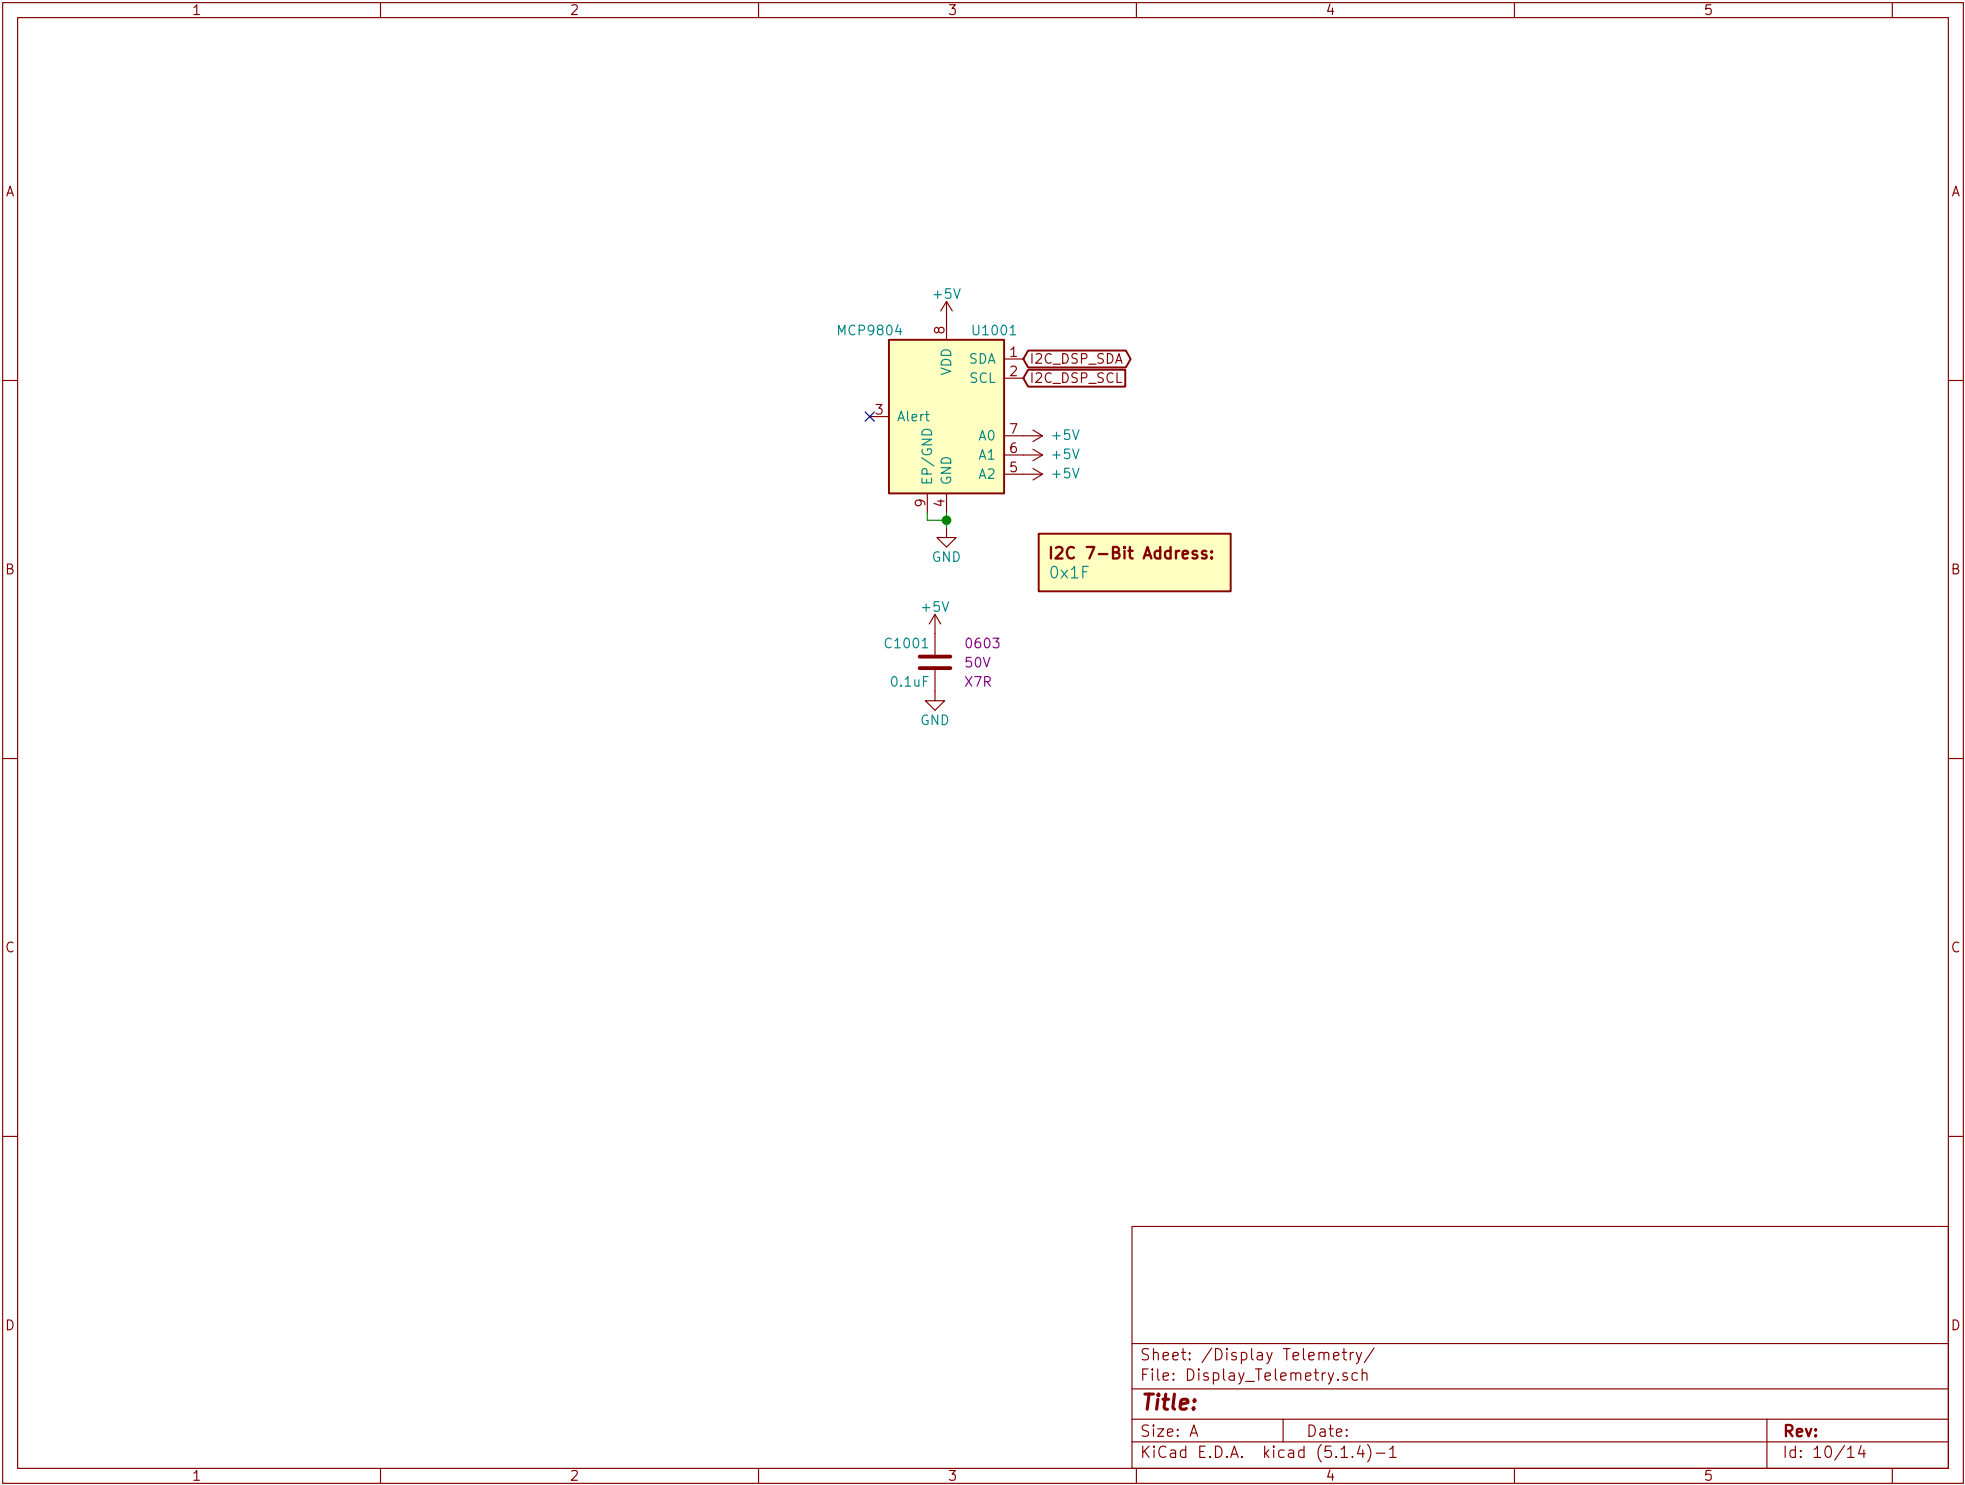 1 2 3 4 5
A A
+5V
MCP9804 8 U1001
VDD
SDA 1 I2C_DSP_SDA
SCL 2 I2C_DSP_SCL
3 Alert
A0 7 +5V
A1 6 +5V
A2 5 +5V
EP/GND GND
9 4
GND
I2C 7-Bit Address:
0x1F
B B
+5V
C1001 0603
50V
0.1uF X7R
GND
C C
D D
Sheet: /Display Telemetry/
File: Display_Telemetry.sch
Title:
Size: A Date: Rev:
KiCad E.D.A. kicad (5.1.4)-1 Id: 10/14
1 2 3 4 5